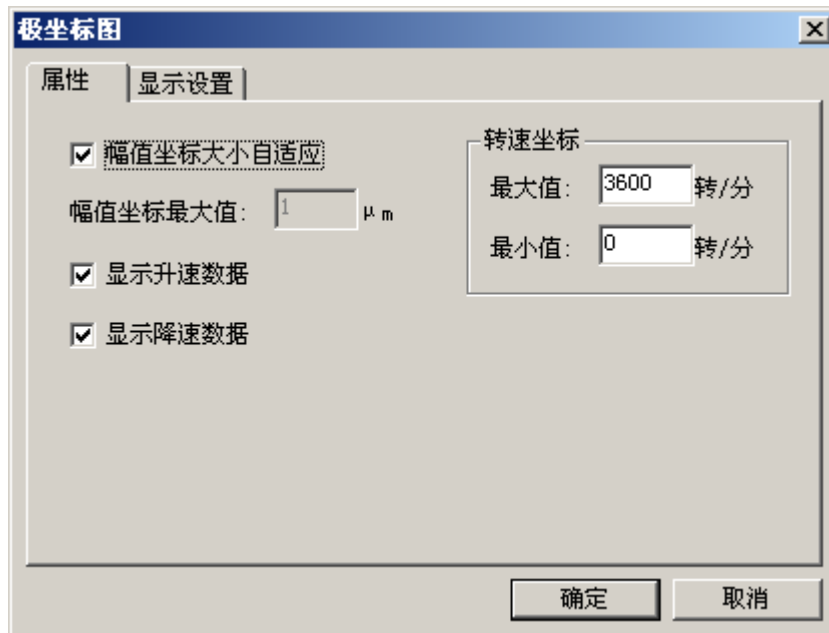 极坐标图
属性
显示设置
幅值坐标大小自适应
幅值坐标最大值: 1 μm
显示升速数据
显示降速数据
转速坐标
最大值: 3600 转/分
最小值: 0 转/分
确定
取消